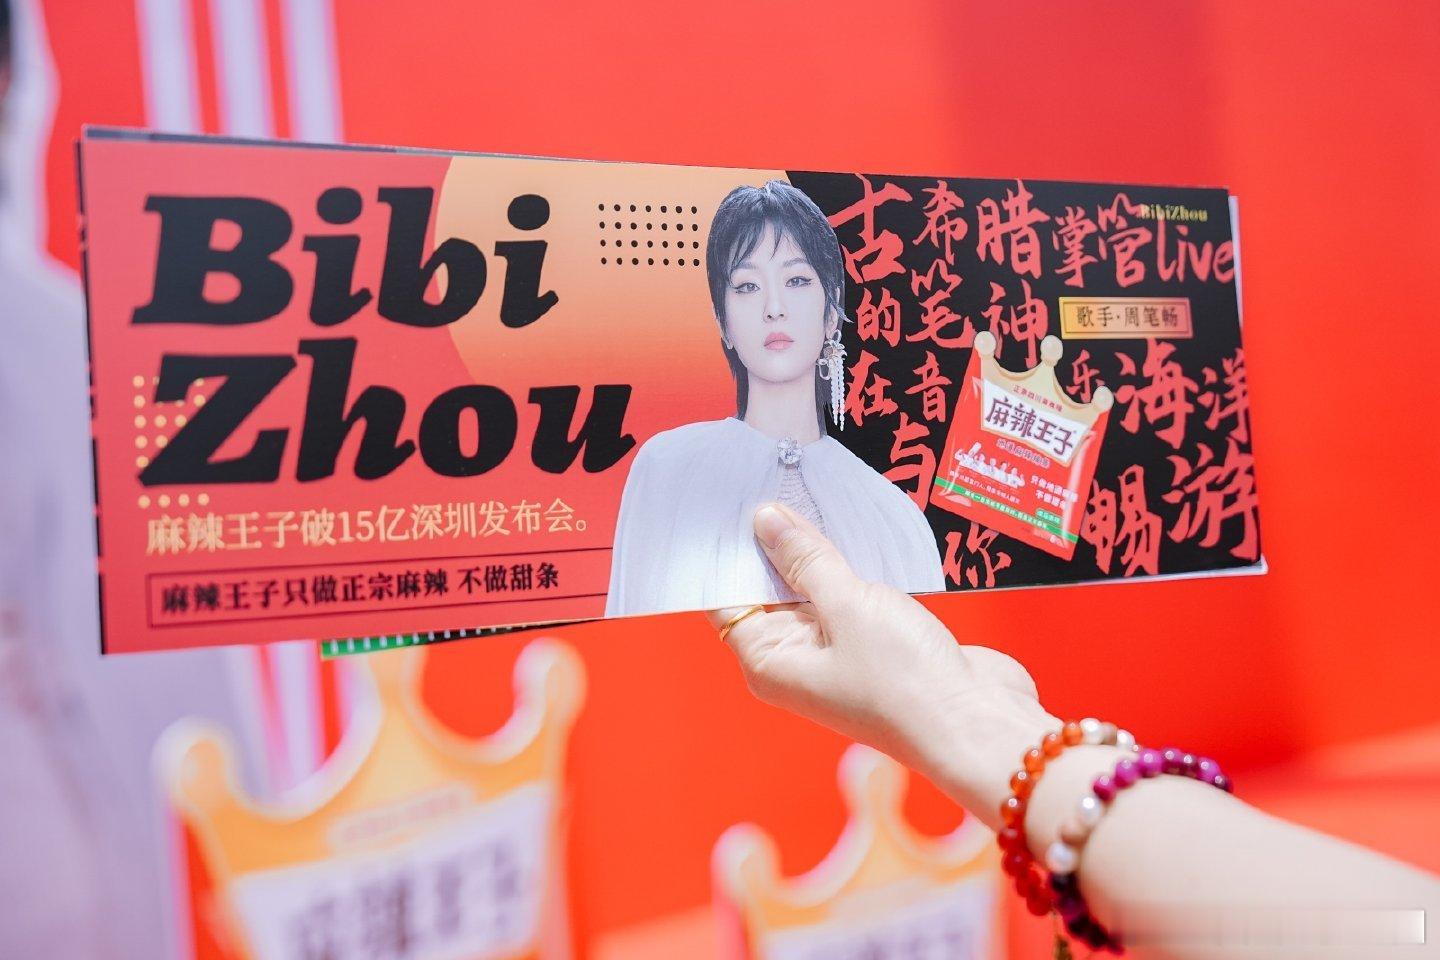 Bibi
Zhou
麻辣王子破15亿深圳发布会。
麻辣王子只做正宗麻辣 不做甜条
古希腊掌管live
的笔神
在音乐海洋
与你畅游
BibiZhou
歌手·周笔畅
麻辣王子